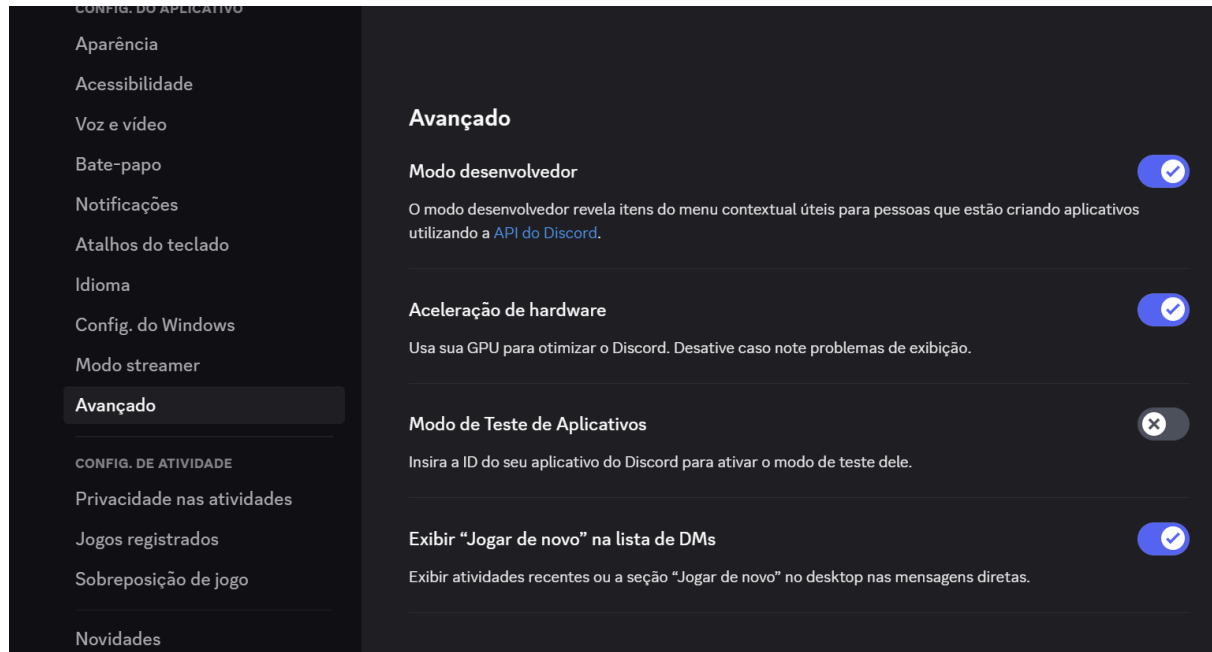 CONFIG. DO APLICATIVO
Aparência
Acessibilidade
Voz e vídeo
Bate-papo
Notificações
Atalhos do teclado
Idioma
Config. do Windows
Modo streamer
Avançado
CONFIG. DE ATIVIDADE
Privacidade nas atividades
Jogos registrados
Sobreposição de jogo
Novidades
Avançado
Modo desenvolvedor
O modo desenvolvedor revela itens do menu contextual úteis para pessoas que estão criando aplicativos
utilizando a API do Discord.
Aceleração de hardware
Usa sua GPU para otimizar o Discord. Desative caso note problemas de exibição.
Modo de Teste de Aplicativos
Insira a ID do seu aplicativo do Discord para ativar o modo de teste dele.
Exibir “Jogar de novo” na lista de DMs
Exibir atividades recentes ou a seção “Jogar de novo” no desktop nas mensagens diretas.